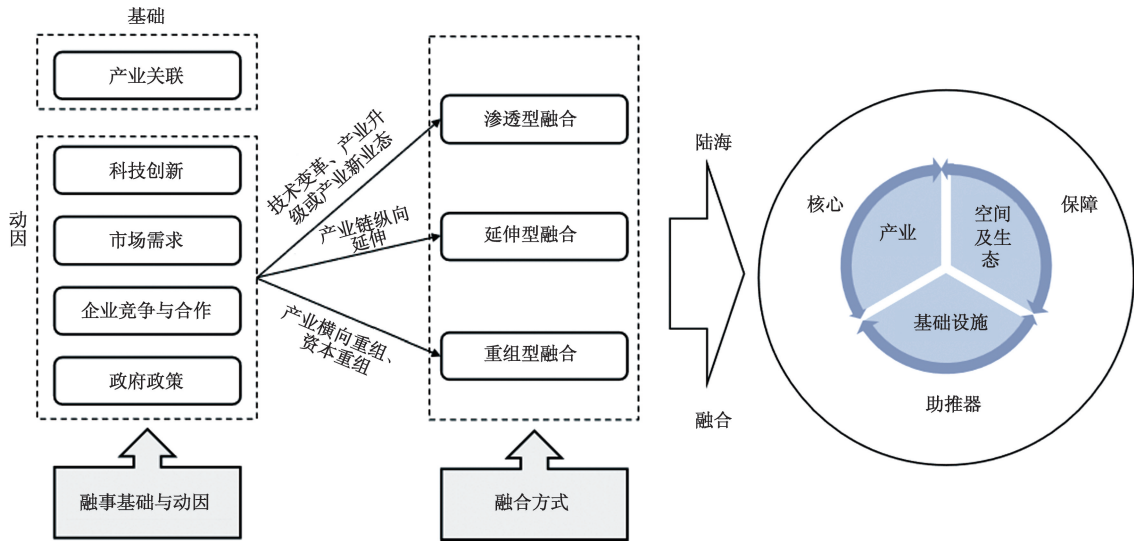 基础
产业关联
动因
科技创新
市场需求
企业竞争与合作
政府政策
融事基础与动因
技术变革、产业升
级或产业新业态
产业链纵向
延伸
产业横向重组、
资本重组
渗透型融合
延伸型融合
重组型融合
融合方式
陆海
融合
核心
保障
产业
空间
及生
态
基础设施
助推器